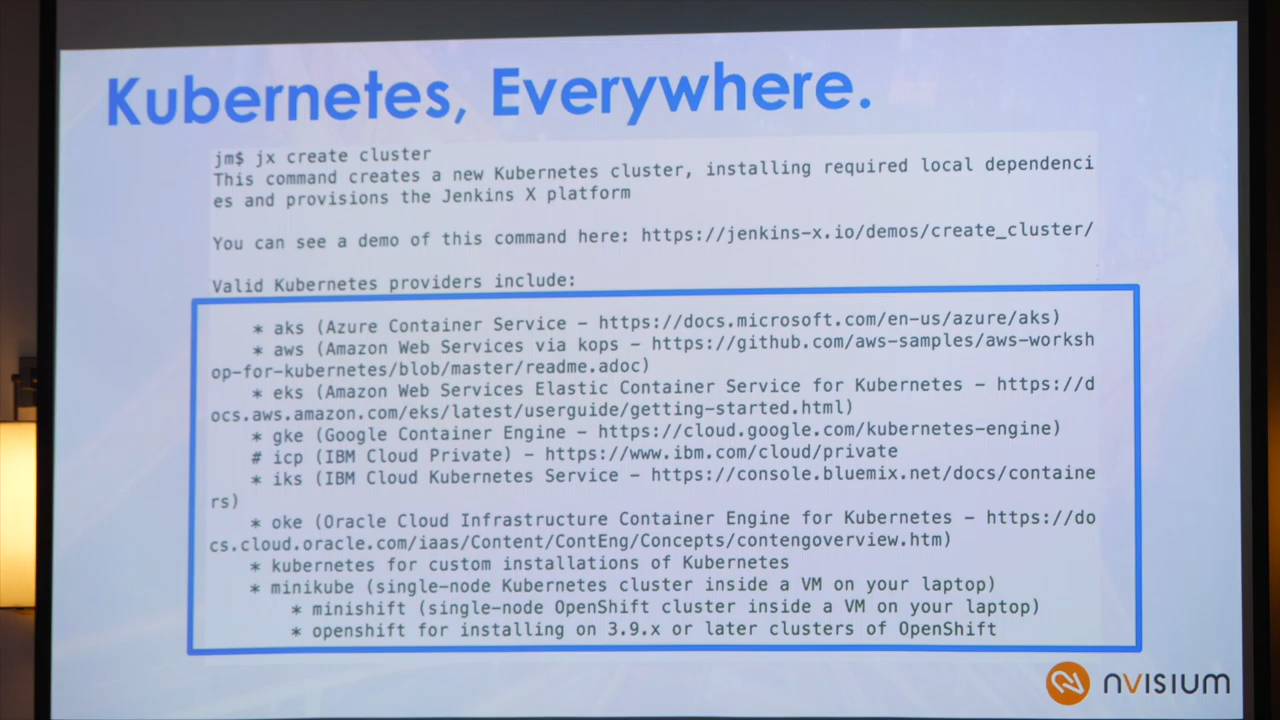 Kubernetes, Everywhere.
jm$ jx create cluster
This command creates a new Kubernetes cluster, installing required local dependenci
es and provisions the Jenkins X platform
You can see a demo of this command here: https://jenkins-x.io/demos/create_cluster/
Valid Kubernetes providers include:
* aks (Azure Container Service - https://docs.microsoft.com/en-us/azure/aks)
* aws (Amazon Web Services via kops - https://github.com/aws-samples/aws-worksh
op-for-kubernetes/blob/master/readme.adoc)
* eks (Amazon Web Services Elastic Container Service for Kubernetes - https://d
ocs.aws.amazon.com/eks/latest/userguide/getting-started.html)
* gke (Google Container Engine - https://cloud.google.com/kubernetes-engine)
# icp (IBM Cloud Private) - https://www.ibm.com/cloud/private
* iks (IBM Cloud Kubernetes Service - https://console.bluemix.net/docs/containe
rs)
* oke (Oracle Cloud Infrastructure Container Engine for Kubernetes - https://do
cs.cloud.oracle.com/iaas/Content/ContEng/Concepts/contengoverview.htm)
* kubernetes for custom installations of Kubernetes
* minikube (single-node Kubernetes cluster inside a VM on your laptop)
* minishift (single-node OpenShift cluster inside a VM on your laptop)
* openshift for installing on 3.9.x or later clusters of OpenShift
nVISIUM